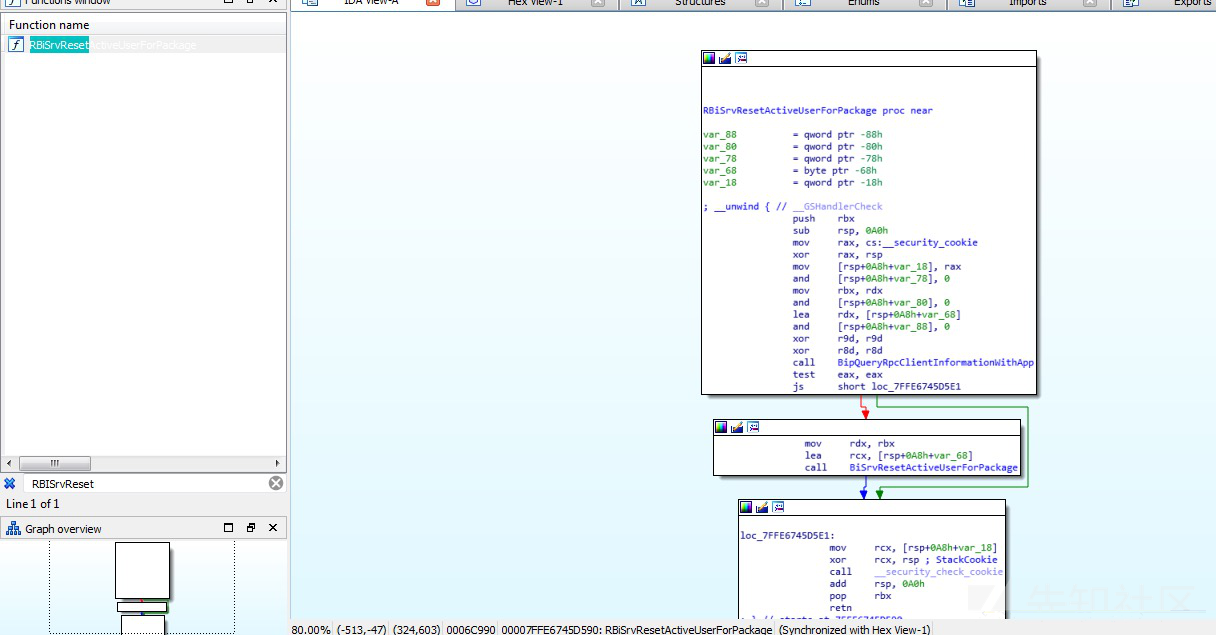 Functions window
IDA View-A
Hex View-1
Structures
Enums
Imports
Exports
Function name
f RBiSrvResetActiveUserForPackage
RBiSrvResetActiveUserForPackage proc near
var_88 = qword ptr -88h
var_80 = qword ptr -80h
var_78 = qword ptr -78h
var_68 = byte ptr -68h
var_18 = qword ptr -18h
; __unwind { // __GSHandlerCheck
push rbx
sub rsp, 0A0h
mov rax, cs:__security_cookie
xor rax, rsp
mov [rsp+0A8h+var_18], rax
and [rsp+0A8h+var_78], 0
mov rbx, rdx
and [rsp+0A8h+var_80], 0
lea rdx, [rsp+0A8h+var_68]
and [rsp+0A8h+var_88], 0
xor r9d, r9d
xor r8d, r8d
call BipQueryRpcClientInformationWithApp
test eax, eax
js short loc_7FFE6745D5E1
mov rdx, rbx
lea rcx, [rsp+0A8h+var_68]
call BiSrvResetActiveUserForPackage
loc_7FFE6745D5E1:
mov rcx, [rsp+0A8h+var_18]
xor rcx, rsp ; StackCookie
call __security_check_cookie
add rsp, 0A0h
pop rbx
retn
RBISrvReset
Line 1 of 1
Graph overview
80.00% (-513,-47) (324,603) 0006C990 00007FFE6745D590: RBiSrvResetActiveUserForPackage (Synchronized with Hex View-1)